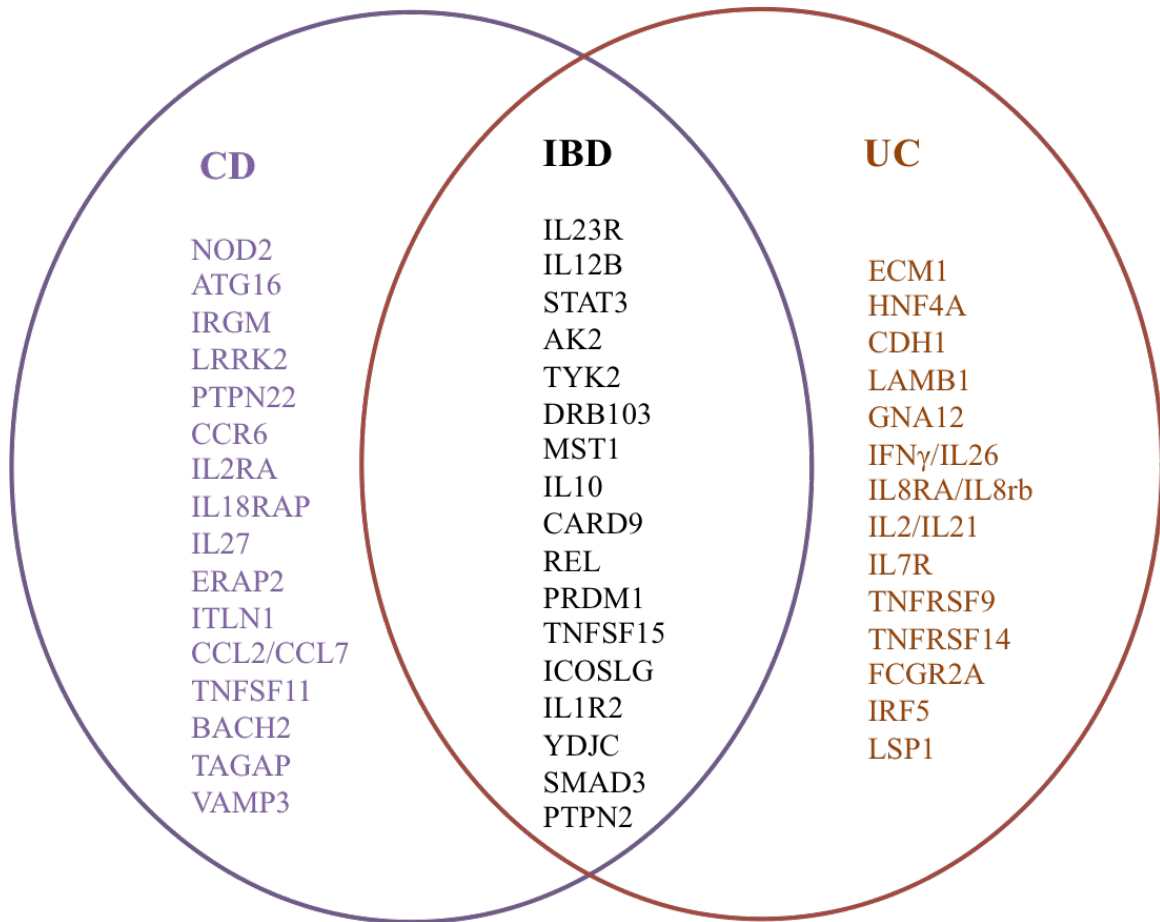 CD
NOD2
ATG16
IRGM
LRRK2
PTPN22
CCR6
IL2RA
IL18RAP
IL27
ERAP2
ITLN1
CCL2/CCL7
TNFSF11
BACH2
TAGAP
VAMP3
IBD
IL23R
IL12B
STAT3
AK2
TYK2
DRB103
MST1
IL10
CARD9
REL
PRDM1
TNFSF15
ICOSLG
IL1R2
YDJC
SMAD3
PTPN2
UC
ECM1
HNF4A
CDH1
LAMB1
GNA12
IFNγ/IL26
IL8RA/IL8rb
IL2/IL21
IL7R
TNFRSF9
TNFRSF14
FCGR2A
IRF5
LSP1